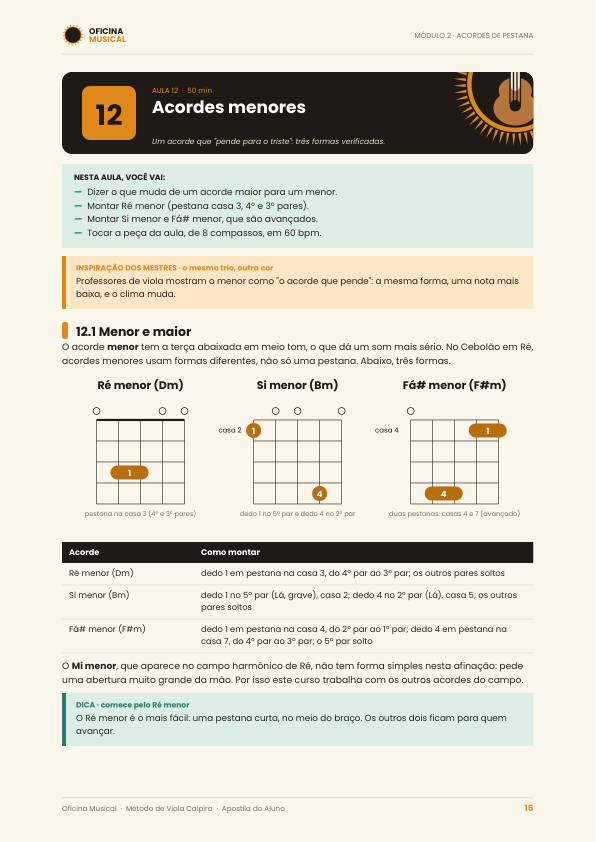 OFICINA
MUSICAL
MÓDULO 2 · ACORDES DE PESTANA
12
AULA 12 · 50 min
Acordes menores
Um acorde que "pende para o triste": três formas verificadas.
NESTA AULA, VOCÊ VAI:
— Dizer o que muda de um acorde maior para um menor.
— Montar Ré menor (pestana casa 3, 4º e 3º pares).
— Montar Si menor e Fá# menor, que são avançados.
— Tocar a peça da aula, de 8 compassos, em 60 bpm.
INSPIRAÇÃO DOS MESTRES · o mesmo trio, outra cor
Professores de viola mostram o menor como "o acorde que pende": a mesma forma, uma nota mais
baixa, e o clima muda.
12.1 Menor e maior
O acorde menor tem a terça abaixada em meio tom, o que dá um som mais sério. No Cebolão em Ré,
acordes menores usam formas diferentes, não só uma pestana. Abaixo, três formas.
Ré menor (Dm)
1
pestana na casa 3 (4º e 3º pares)
Si menor (Bm)
casa 2
1
4
dedo 1 no 5º par e dedo 4 no 2º par
Fá# menor (F#m)
casa 4
1
4
duas pestanas: casas 4 e 7 (avançado)
Acorde Como montar
Ré menor (Dm) dedo 1 em pestana na casa 3, do 4º par ao 3º par; os outros pares soltos
Si menor (Bm) dedo 1 no 5º par (Lá, grave), casa 2; dedo 4 no 2º par (Lá), casa 5; os outros
pares soltos
Fá# menor (F#m) dedo 1 em pestana na casa 4, do 2º par ao 1º par; dedo 4 em pestana na
casa 7, do 4º par ao 3º par; o 5º par solto
O Mi menor, que aparece no campo harmônico de Ré, não tem forma simples nesta afinação: pede
uma abertura muito grande da mão. Por isso este curso trabalha com os outros acordes do campo.
DICA · comece pelo Ré menor
O Ré menor é o mais fácil: uma pestana curta, no meio do braço. Os outros dois ficam para quem
avançar.
Oficina Musical · Método de Viola Caipira · Apostila do Aluno
15